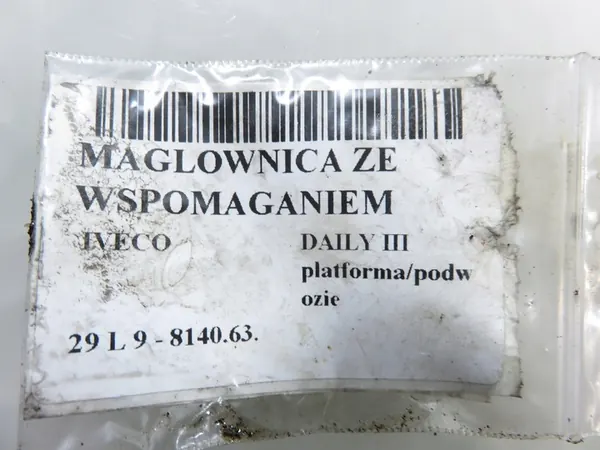 MAGLOWNICA ZE
WSPOMAGANIEM
IVECO DAILY III
platforma/podw
ozie
29 L 9 - 8140.63.